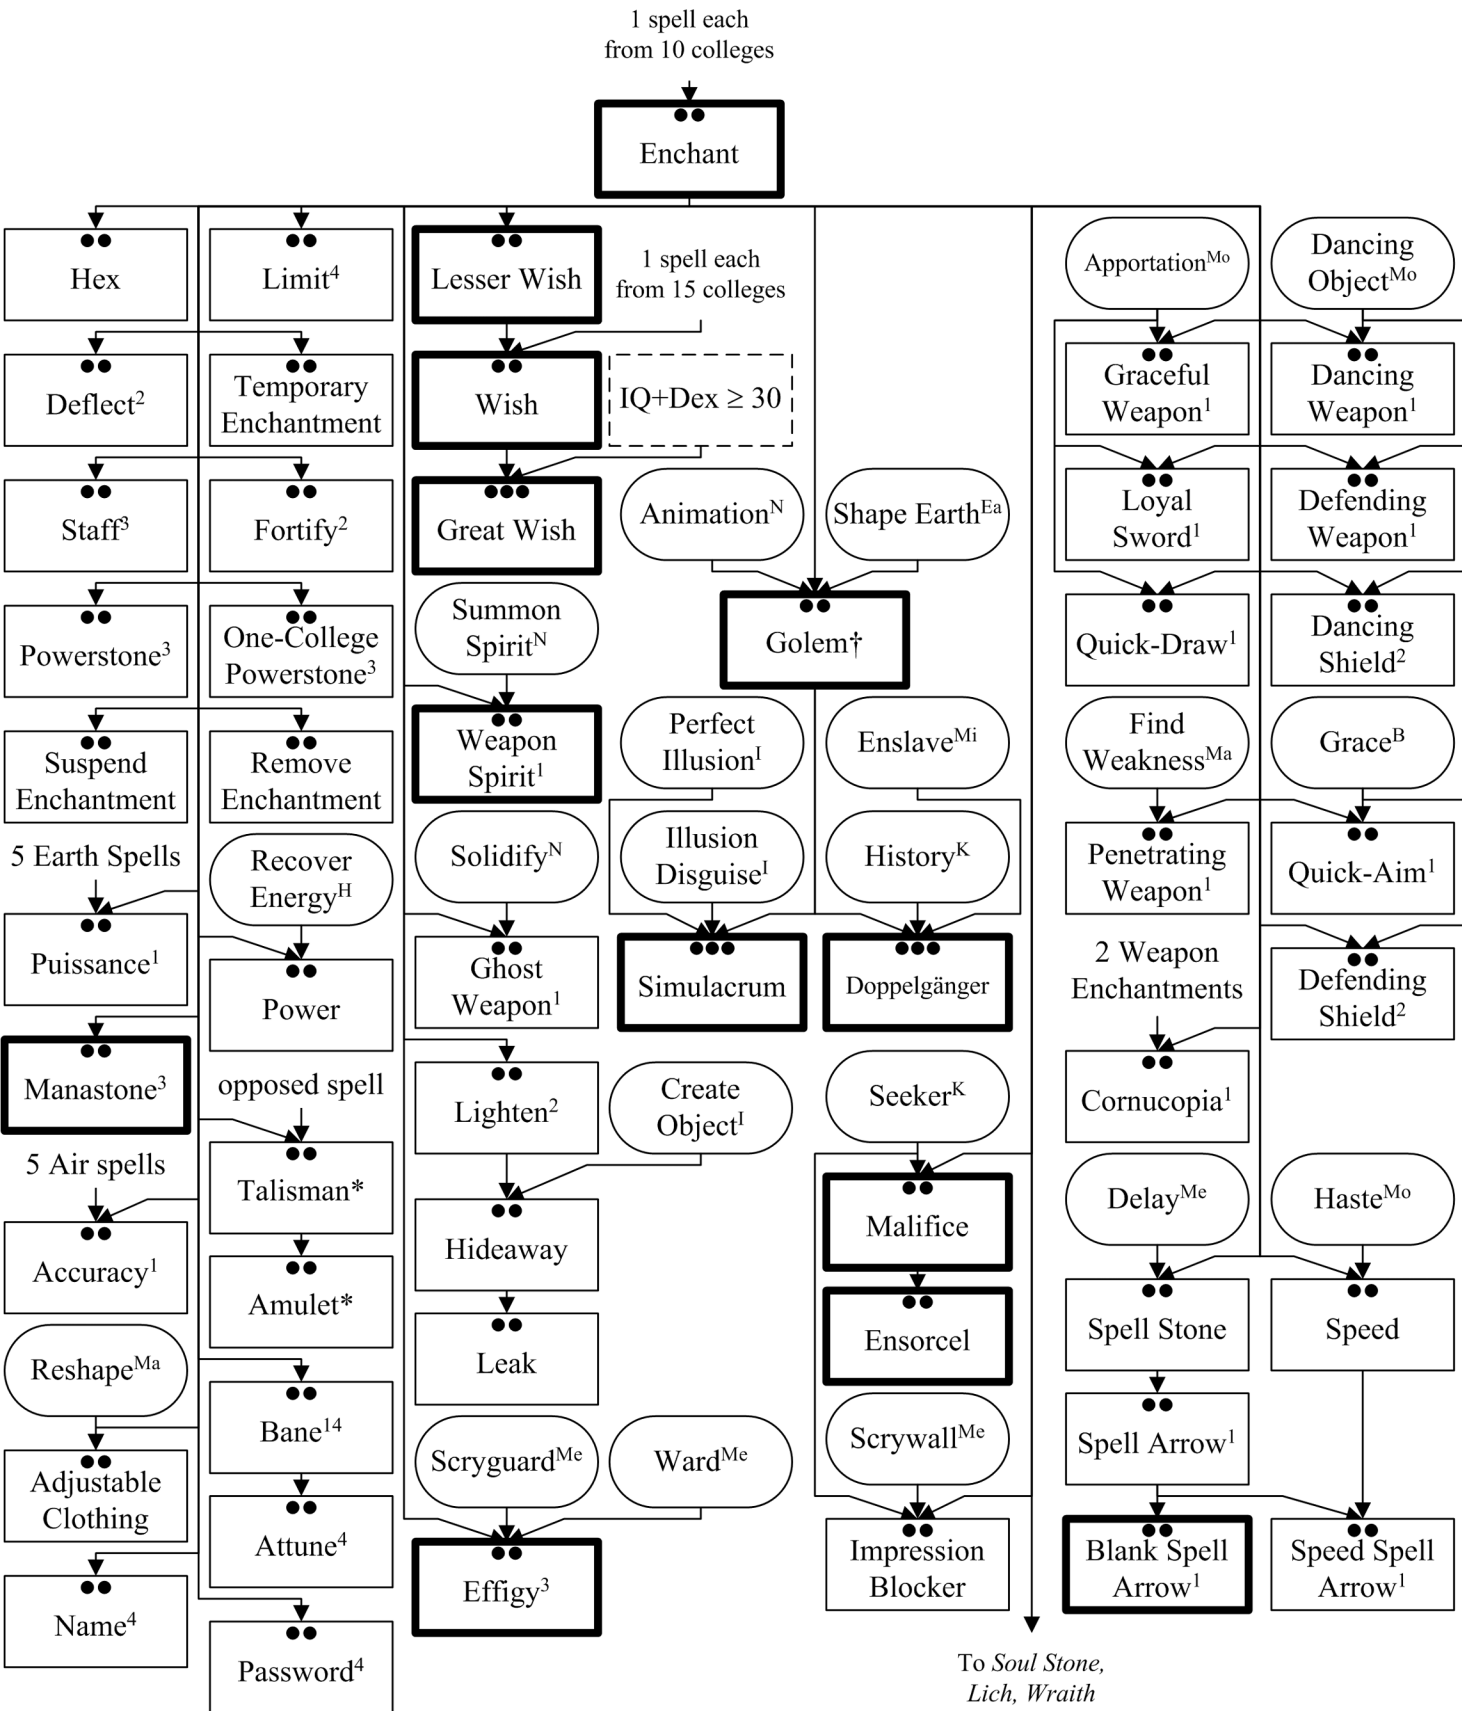 1 spell each
from 10 colleges
Enchant
Hex
Limit⁴
Lesser Wish
1 spell each
from 15 colleges
Apportationᴹᵒ
Dancing
Objectᴹᵒ
Deflect²
Temporary
Enchantment
Wish
IQ+Dex ≥ 30
Graceful
Weapon¹
Dancing
Weapon¹
Staff³
Fortify²
Great Wish
Animationᴺ
Shape Earthᴱᵃ
Loyal
Sword¹
Defending
Weapon¹
Powerstone³
One-College
Powerstone³
Summon
Spiritᴺ
Golem†
Quick-Draw¹
Dancing
Shield²
Suspend
Enchantment
Remove
Enchantment
Weapon
Spirit¹
Perfect
Illusionᴵ
Enslaveᴹⁱ
Find
Weaknessᴹᵃ
Graceᴮ
5 Earth Spells
Recover
Energyᴴ
Solidifyᴺ
Illusion
Disguiseᴵ
Historyᴷ
Penetrating
Weapon¹
Quick-Aim¹
Puissance¹
Power
Ghost
Weapon¹
Simulacrum
Doppelgänger
2 Weapon
Enchantments
Defending
Shield²
Manastone³
opposed spell
Lighten²
Create
Objectᴵ
Seekerᴷ
Cornucopia¹
5 Air spells
Talisman*
Hideaway
Malifice
Delayᴹᵉ
Hasteᴹᵒ
Accuracy¹
Amulet*
Leak
Ensorcel
Spell Stone
Speed
Reshapeᴹᵃ
Bane¹⁴
Scryguardᴹᵉ
Wardᴹᵉ
Scrywallᴹᵉ
Spell Arrow¹
Adjustable
Clothing
Attune⁴
Effigy³
Impression
Blocker
Blank Spell
Arrow¹
Speed Spell
Arrow¹
Name⁴
Password⁴
To Soul Stone,
Lich, Wraith